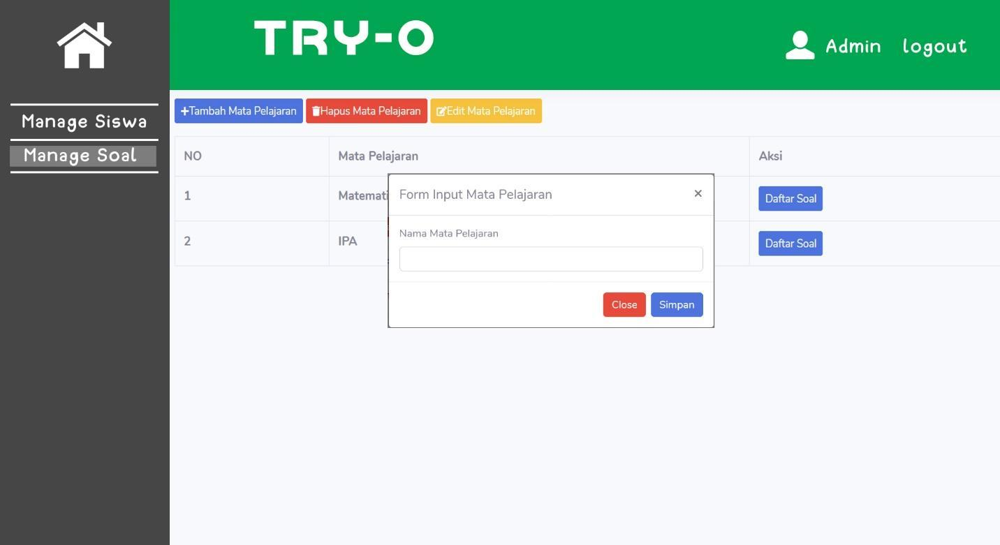 TRY-O
Admin logout
Manage Siswa
Manage Soal
Tambah Mata Pelajaran Hapus Mata Pelajaran Edit Mata Pelajaran
NO Mata Pelajaran Aksi
1 Matemati Daftar Soal
2 IPA Daftar Soal
Form Input Mata Pelajaran ×
Nama Mata Pelajaran
Close Simpan